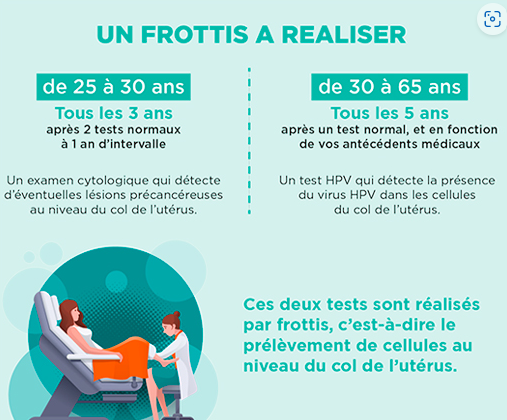 UN FROTTIS A REALISER
de 25 à 30 ans
Tous les 3 ans
après 2 tests normaux
à 1 an d'intervalle
Un examen cytologique qui détecte
d'éventuelles lésions précancéreuses
au niveau du col de l'utérus.
de 30 à 65 ans
Tous les 5 ans
après un test normal, et en fonction
de vos antécédents médicaux
Un test HPV qui détecte la présence
du virus HPV dans les cellules
du col de l'utérus.
Ces deux tests sont réalisés
par frottis, c'est-à-dire le
prélèvement de cellules au
niveau du col de l'utérus.